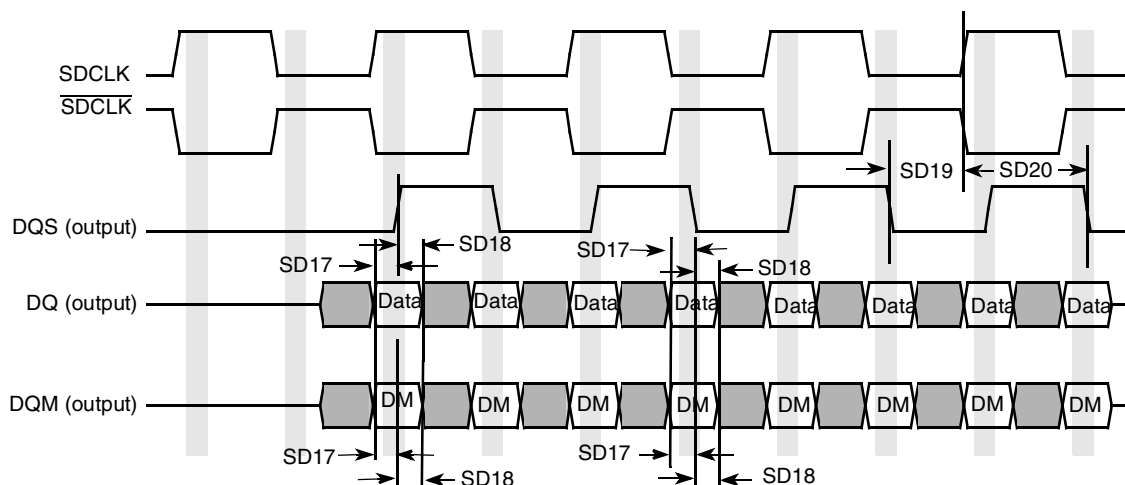 SDCLK
SDCLK
SD19 SD20
DQS (output)
SD18 SD17
SD17 SD18
DQ (output) Data Data Data Data Data Data Data Data
DQM (output) DM DM DM DM DM DM DM DM
SD17 SD17
SD18 SD18